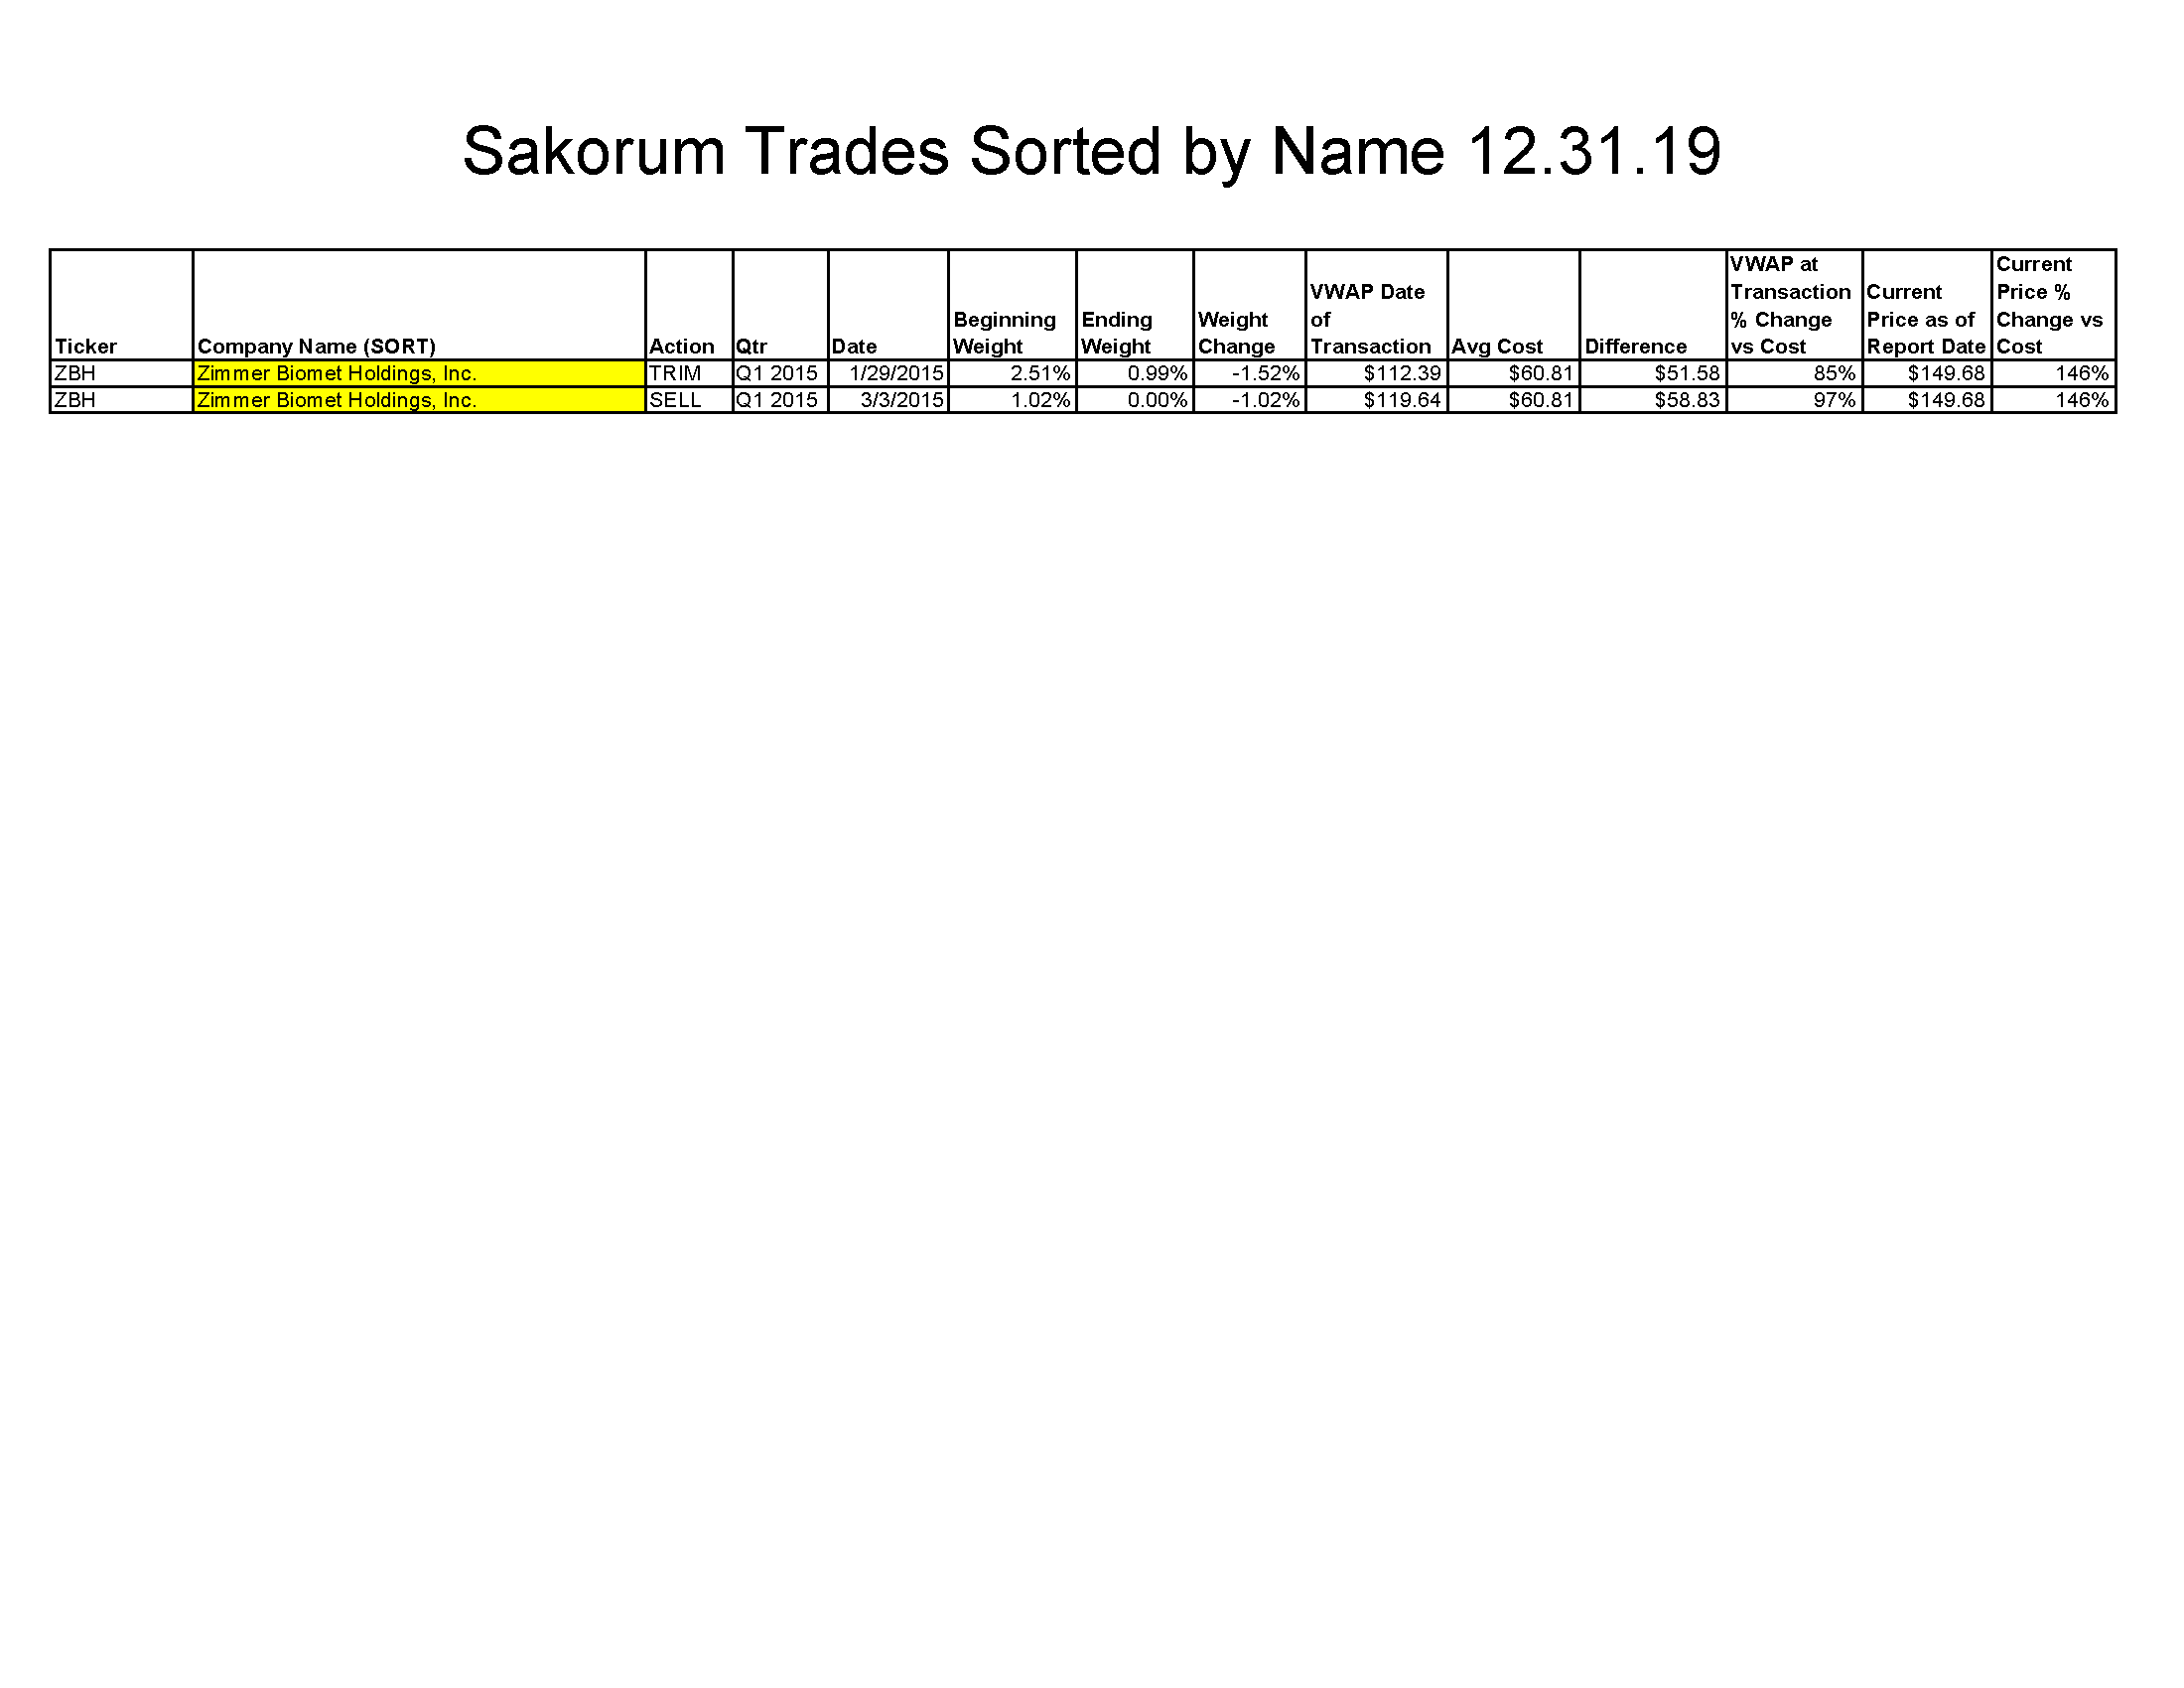 Sakorum Trades Sorted by Name 12.31.19
Ticker Company Name (SORT) Action Qtr Date Beginning Weight Ending Weight Weight Change VWAP Date of Transaction Avg Cost Difference VWAP at Transaction % Change vs Cost Current Price as of Report Date Current Price % Change vs Cost
ZBH Zimmer Biomet Holdings, Inc. TRIM Q1 2015 1/29/2015 2.51% 0.99% -1.52% $112.39 $60.81 $51.58 85% $149.68 146%
ZBH Zimmer Biomet Holdings, Inc. SELL Q1 2015 3/3/2015 1.02% 0.00% -1.02% $119.64 $60.81 $58.83 97% $149.68 146%